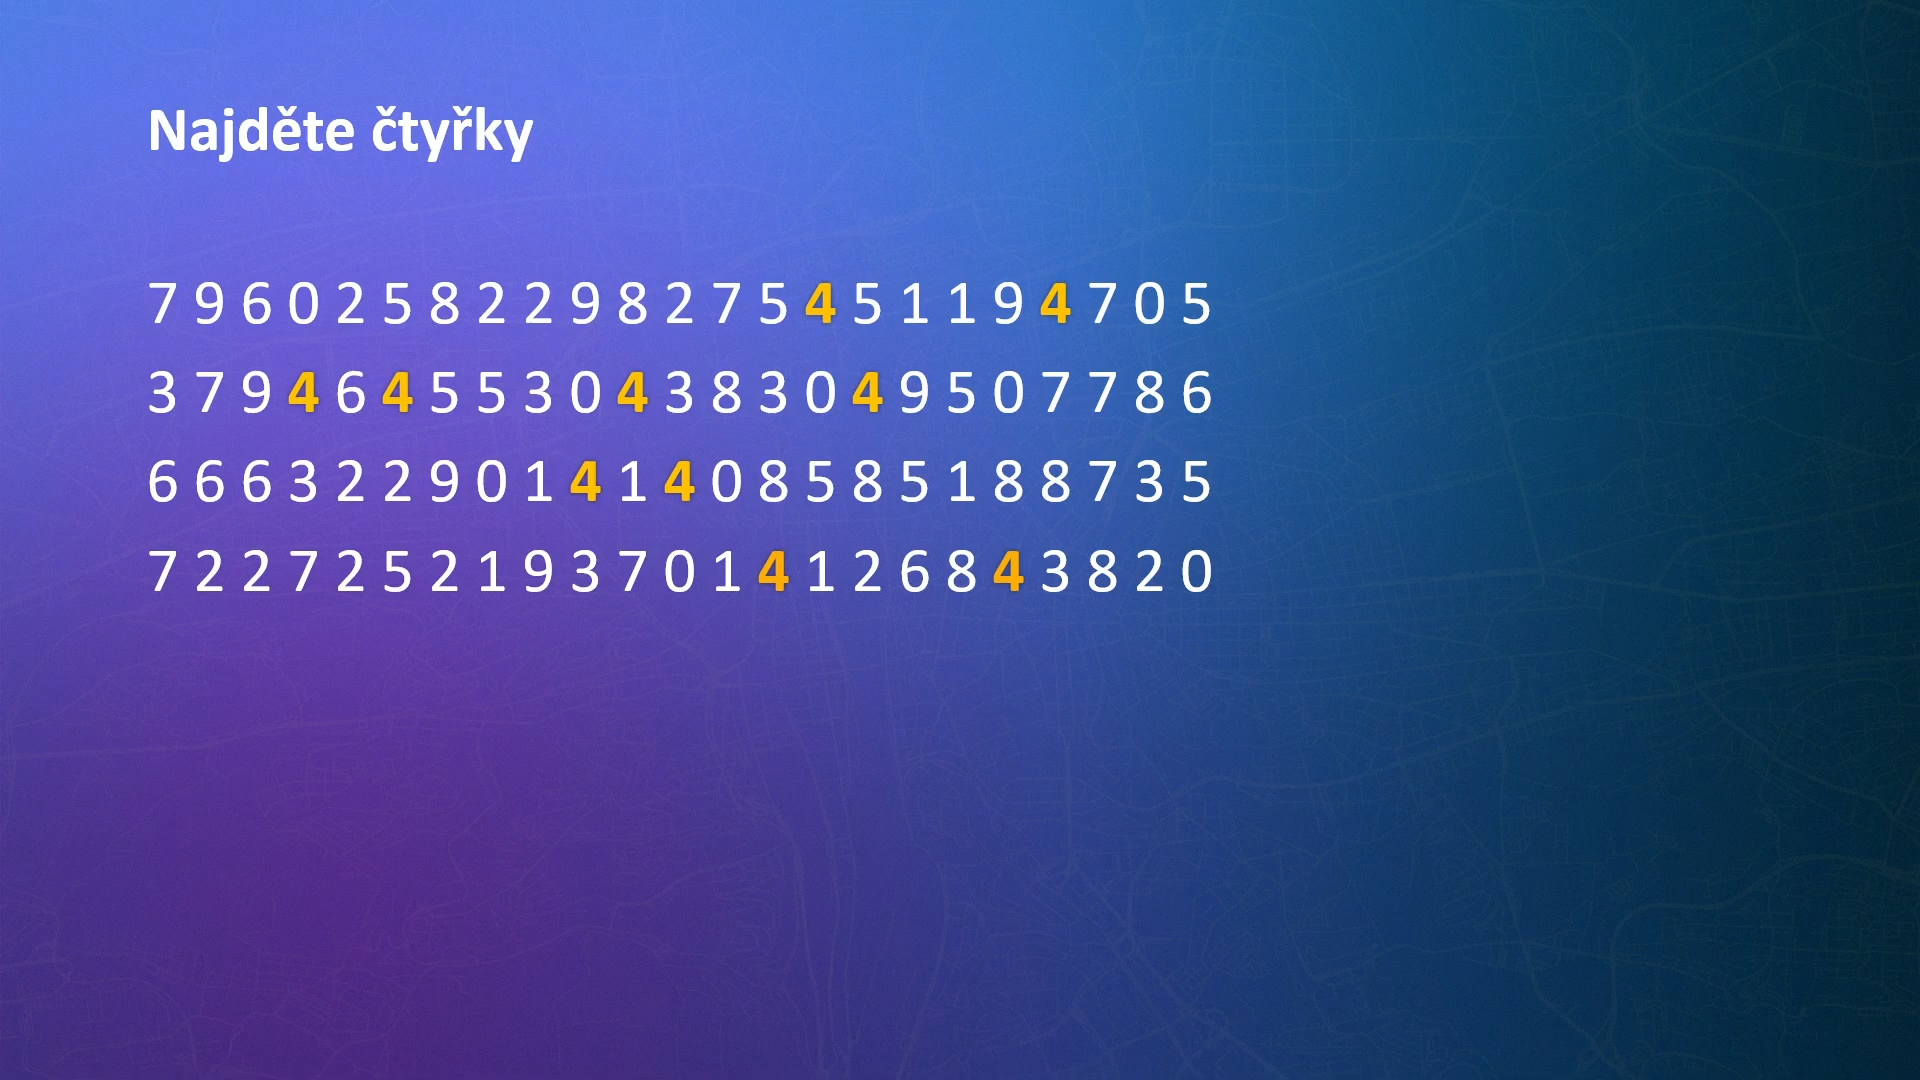 Najděte čtyřky
7 9 6 0 2 5 8 2 2 9 8 2 7 5 4 5 1 1 9 4 7 0 5
3 7 9 4 6 4 5 5 3 0 4 3 8 3 0 4 9 5 0 7 7 8 6
6 6 6 3 2 2 9 0 1 4 1 4 0 8 5 8 5 1 8 8 7 3 5
7 2 2 7 2 5 2 1 9 3 7 0 1 4 1 2 6 8 4 3 8 2 0